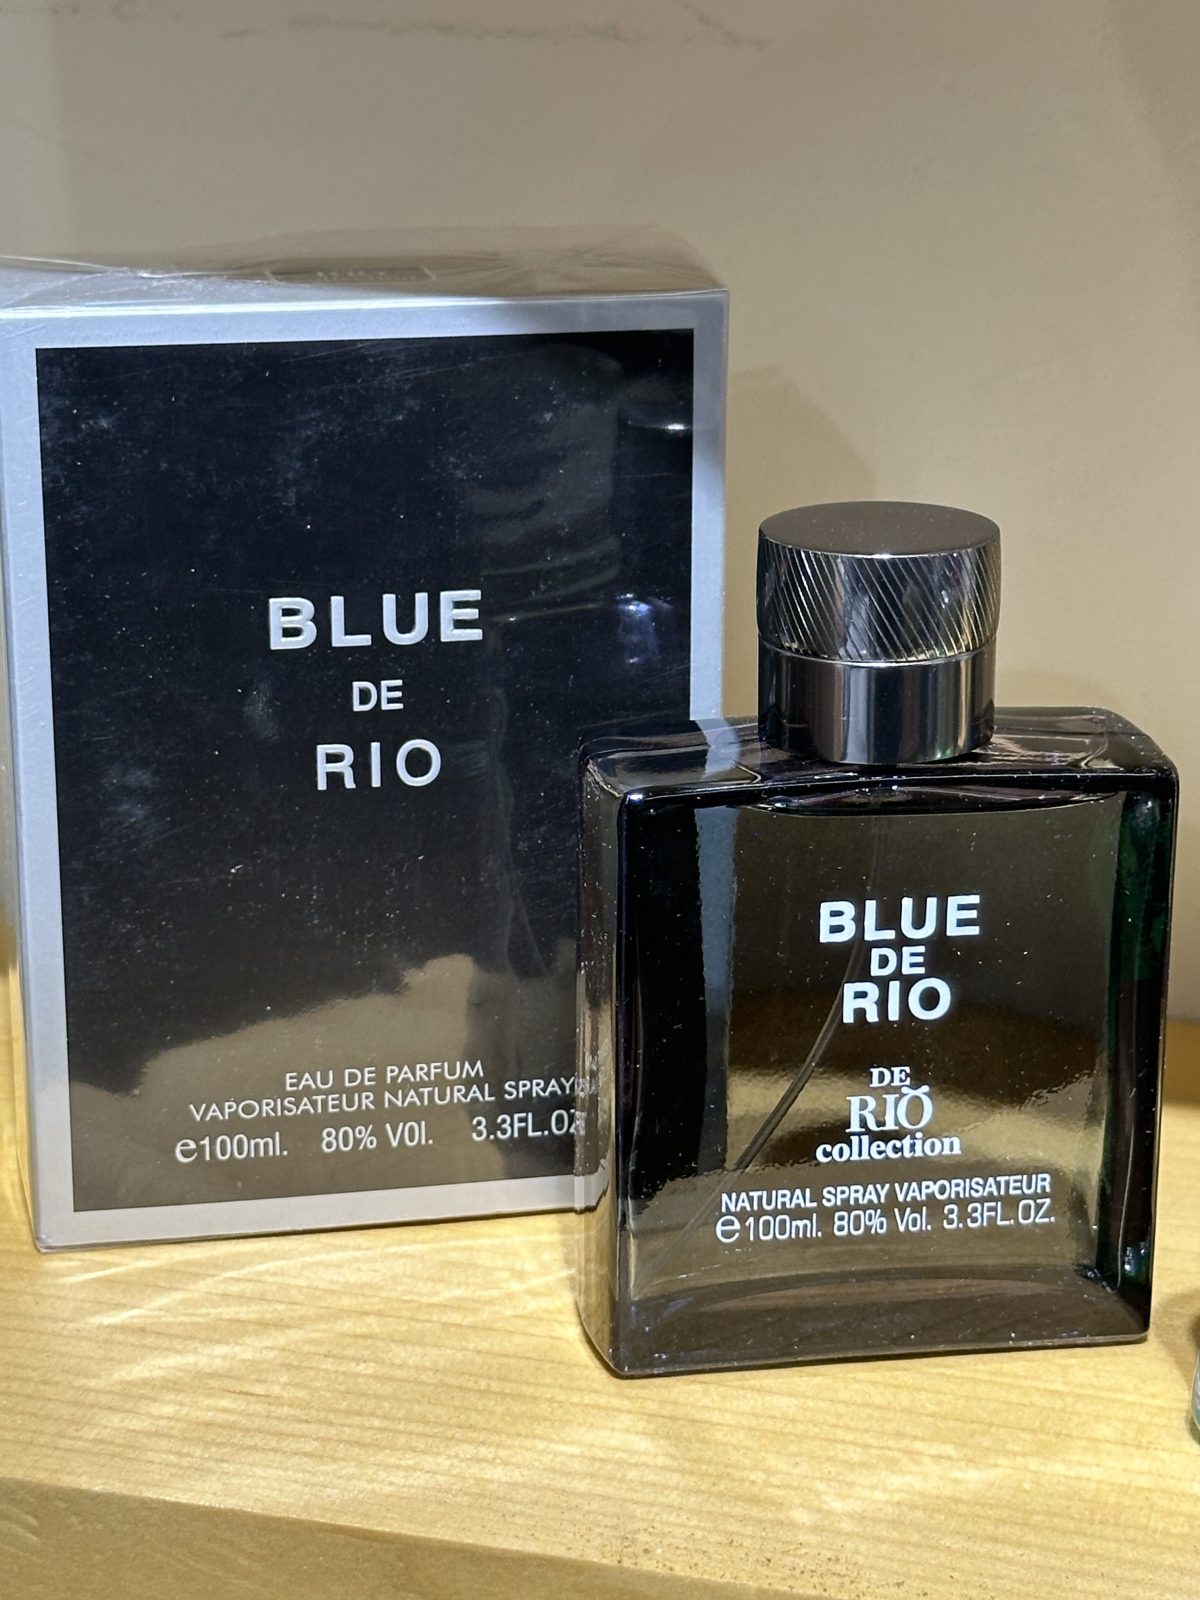 BLUE
DE
RIO
EAU DE PARFUM
VAPORISATEUR NATURAL SPRAY
e100ml. 80% V0l. 3.3FL.OZ
BLUE
DE
RIO
DE
RIO
collection
NATURAL SPRAY VAPORISATEUR
e100ml. 80% Vol. 3.3FL.OZ.